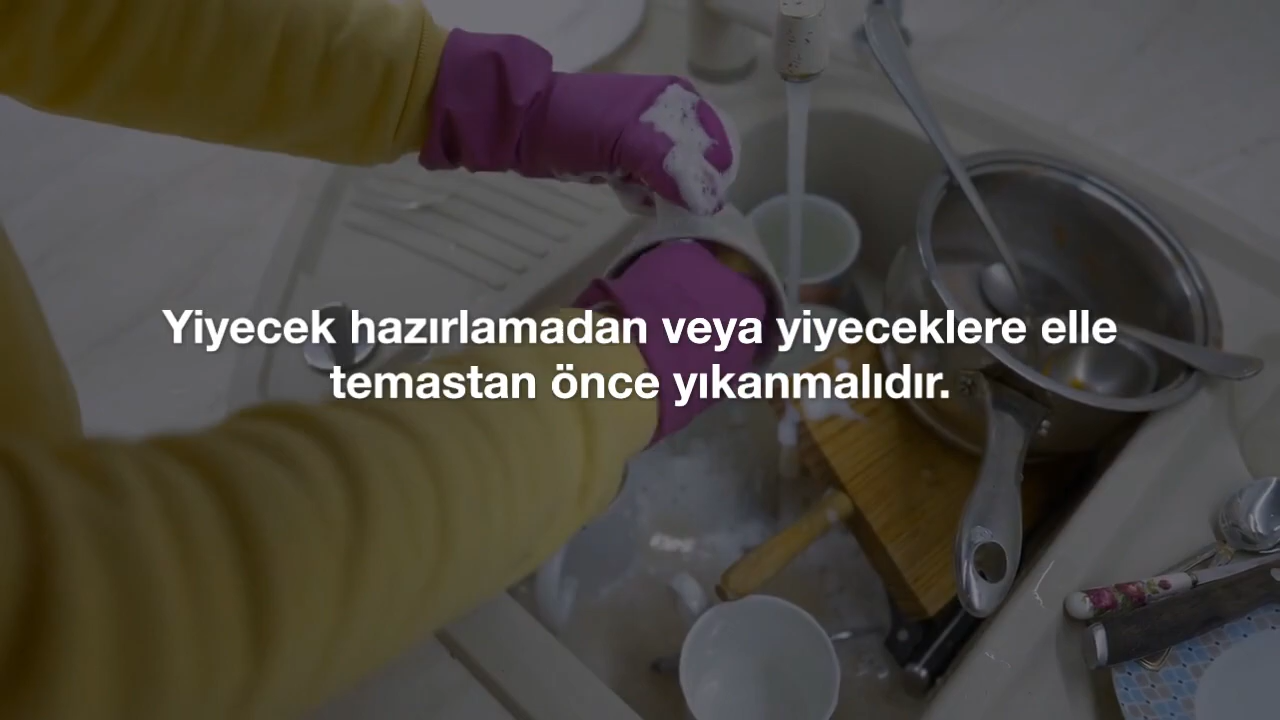 Yiyecek hazırlamadan veya yiyeceklere elle
temastan önce yıkanmalıdır.